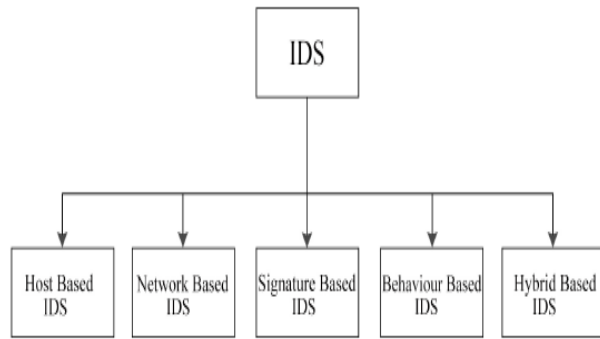 IDS
Host Based
IDS
Network Based
IDS
Signature Based
IDS
Behaviour Based
IDS
Hybrid Based
IDS